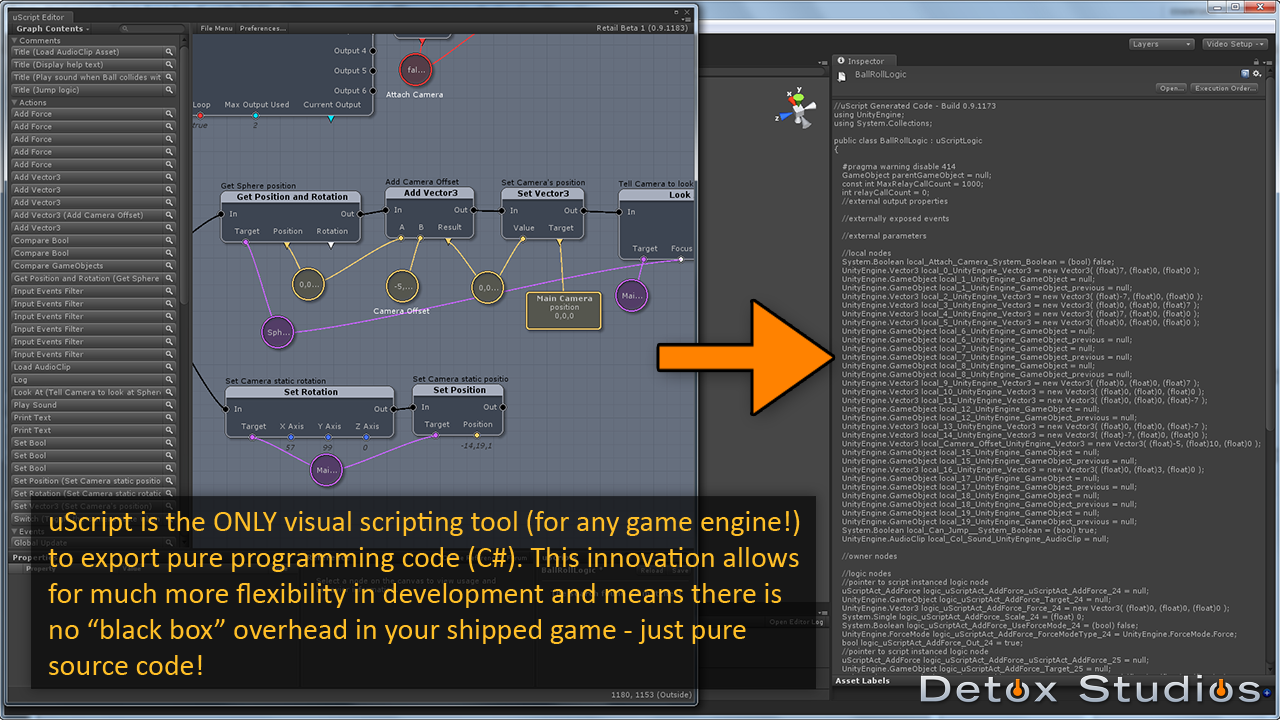 uScript Editor
Graph Contents
File Menu Preferences...
Retail Beta 1 (0.9.1183)
Comments
Title (Load AudioClip Asset)
Title (Display help text)
Title (Play sound when Ball collides wit
Title (Jump logic)
Actions
Add Force
Add Force
Add Force
Add Force
Add Force
Add Vector3
Add Vector3
Add Vector3
Add Vector3 (Add Camera Offset)
Add Vector3
Compare Bool
Compare Bool
Compare GameObjects
Get Position and Rotation (Get Sphere
Input Events Filter
Input Events Filter
Input Events Filter
Input Events Filter
Input Events Filter
Input Events Filter
Load AudioClip
Log
Look At (Tell Camera to look at Sphere
Play Sound
Print Text
Print Text
Set Bool
Set Bool
Set Bool
Set Position (Set Camera static positio
Set Rotation (Set Camera static rotatio
Set Vector3 (Set Camera's position)
Events
Global Update
Output 4
Output 5
Output 6
Loop Max Output Used Current Output
true 2
fal...
Attach Camera
Get Sphere position
Get Position and Rotation
In Out
Target Position Rotation
Add Camera Offset
Add Vector3
In Out
A B Result
Set Camera's position
Set Vector3
In Out
Value Target
Tell Camera to look
Look
In
Target Focus
0,0...
-5,...
0,0...
Camera Offset
Main Camera
position
0,0,0
Mai...
Sph...
Set Camera static rotation
Set Rotation
In Out
Target X Axis Y Axis Z Axis
57 99 0
Set Camera static positio
Set Position
In Out
Target Position
-14,19,1
Mai...
uScript is the ONLY visual scripting tool (for any game engine!)
to export pure programming code (C#). This innovation allows
for much more flexibility in development and means there is
no “black box” overhead in your shipped game - just pure
source code!
Open Editor Log
1180, 1153 (Outside)
x y z
Layers
Video Setup
Inspector
BallRollLogic
Open... Execution Order...
//uScript Generated Code - Build 0.9.1173
using UnityEngine;
using System.Collections;
public class BallRollLogic : uScriptLogic
{
#pragma warning disable 414
GameObject parentGameObject = null;
const int MaxRelayCallCount = 1000;
int relayCallCount = 0;
//external output properties
//externally exposed events
//external parameters
//local nodes
System.Boolean local_Attach_Camera_System_Boolean = (bool) false;
UnityEngine.Vector3 local_0_UnityEngine_Vector3 = new Vector3( (float)7, (float)0, (float)0 );
UnityEngine.GameObject local_1_UnityEngine_GameObject = null;
UnityEngine.GameObject local_1_UnityEngine_GameObject_previous = null;
UnityEngine.Vector3 local_2_UnityEngine_Vector3 = new Vector3( (float)-7, (float)0, (float)0 );
UnityEngine.Vector3 local_3_UnityEngine_Vector3 = new Vector3( (float)0, (float)0, (float)7 );
UnityEngine.Vector3 local_4_UnityEngine_Vector3 = new Vector3( (float)7, (float)0, (float)0 );
UnityEngine.Vector3 local_5_UnityEngine_Vector3 = new Vector3( (float)0, (float)0, (float)0 );
UnityEngine.GameObject local_6_UnityEngine_GameObject = null;
UnityEngine.GameObject local_6_UnityEngine_GameObject_previous = null;
UnityEngine.GameObject local_7_UnityEngine_GameObject = null;
UnityEngine.GameObject local_7_UnityEngine_GameObject_previous = null;
UnityEngine.GameObject local_8_UnityEngine_GameObject = null;
UnityEngine.GameObject local_8_UnityEngine_GameObject_previous = null;
UnityEngine.Vector3 local_9_UnityEngine_Vector3 = new Vector3( (float)0, (float)0, (float)7 );
UnityEngine.Vector3 local_10_UnityEngine_Vector3 = new Vector3( (float)0, (float)0, (float)0 );
UnityEngine.Vector3 local_11_UnityEngine_Vector3 = new Vector3( (float)0, (float)0, (float)-7 );
UnityEngine.GameObject local_12_UnityEngine_GameObject = null;
UnityEngine.GameObject local_12_UnityEngine_GameObject_previous = null;
UnityEngine.Vector3 local_13_UnityEngine_Vector3 = new Vector3( (float)0, (float)0, (float)-7 );
UnityEngine.Vector3 local_14_UnityEngine_Vector3 = new Vector3( (float)-7, (float)0, (float)0 );
UnityEngine.Vector3 local_Camera_Offset_UnityEngine_Vector3 = new Vector3( (float)-5, (float)10, (float)0 );
UnityEngine.GameObject local_15_UnityEngine_GameObject = null;
UnityEngine.GameObject local_15_UnityEngine_GameObject_previous = null;
UnityEngine.Vector3 local_16_UnityEngine_Vector3 = new Vector3( (float)0, (float)3, (float)0 );
UnityEngine.GameObject local_17_UnityEngine_GameObject = null;
UnityEngine.GameObject local_17_UnityEngine_GameObject_previous = null;
UnityEngine.GameObject local_18_UnityEngine_GameObject = null;
UnityEngine.GameObject local_18_UnityEngine_GameObject_previous = null;
UnityEngine.GameObject local_19_UnityEngine_GameObject = null;
UnityEngine.GameObject local_19_UnityEngine_GameObject_previous = null;
System.Boolean local_Can_Jump__System_Boolean = (bool) true;
UnityEngine.AudioClip local_Col_Sound_UnityEngine_AudioClip = null;
//owner nodes
//logic nodes
//pointer to script instanced logic node
uScriptAct_AddForce logic_uScriptAct_AddForce_uScriptAct_AddForce_24 = null;
UnityEngine.GameObject logic_uScriptAct_AddForce_Target_24 = null;
UnityEngine.Vector3 logic_uScriptAct_AddForce_Force_24 = new Vector3( (float)0, (float)0, (float)0 );
System.Single logic_uScriptAct_AddForce_Scale_24 = (float) 0;
System.Boolean logic_uScriptAct_AddForce_UseForceMode_24 = (bool) false;
UnityEngine.ForceMode logic_uScriptAct_AddForce_ForceModeType_24 = UnityEngine.ForceMode.Force;
bool logic_uScriptAct_AddForce_Out_24 = true;
//pointer to script instanced logic node
uScriptAct_AddForce logic_uScriptAct_AddForce_uScriptAct_AddForce_25 = null;
UnityEngine.GameObject logic_uScriptAct_AddForce_Target_25 = null;
Asset Labels
Detox Studios